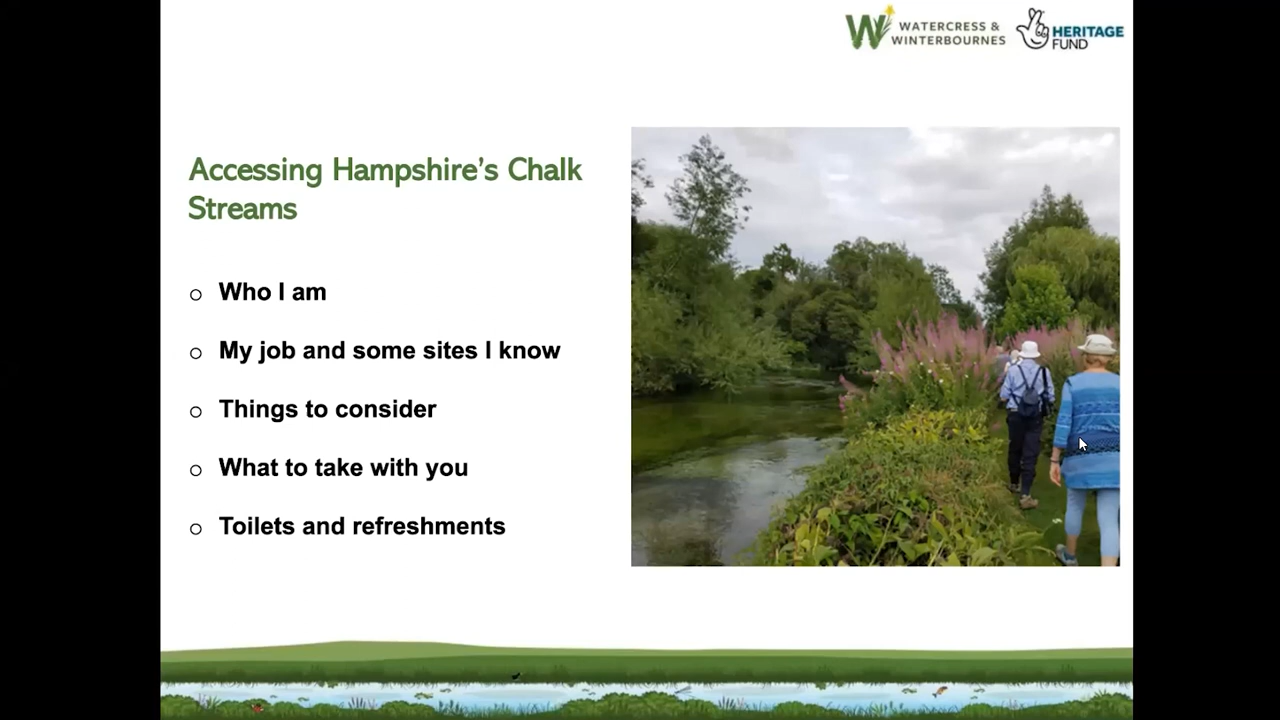 WATERCRESS &
WINTERBOURNES
HERITAGE
FUND
Accessing Hampshire's Chalk
Streams
Who I am
My job and some sites I know
Things to consider
What to take with you
Toilets and refreshments